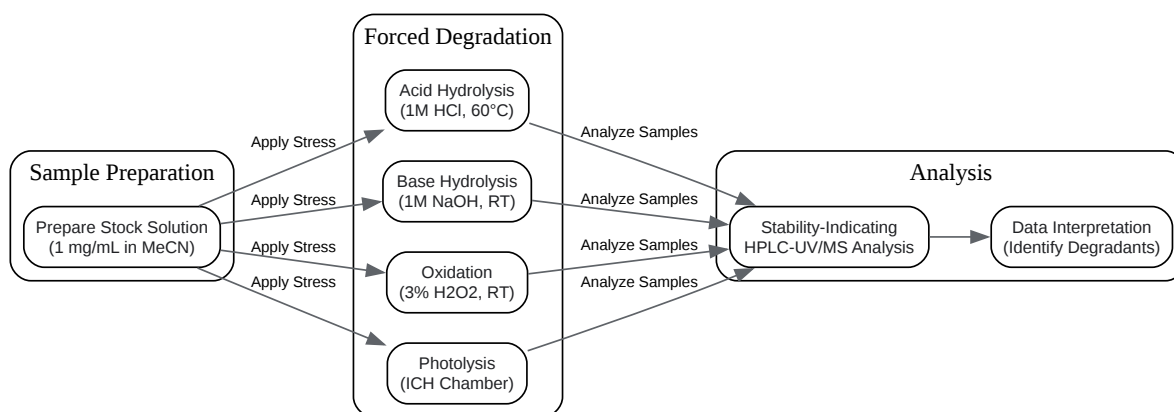 Sample Preparation
Prepare Stock Solution
(1 mg/mL in MeCN)
Apply Stress
Apply Stress
Apply Stress
Apply Stress
Forced Degradation
Acid Hydrolysis
(1M HCl, 60°C)
Base Hydrolysis
(1M NaOH, RT)
Oxidation
(3% H2O2, RT)
Photolysis
(ICH Chamber)
Analyze Samples
Analyze Samples
Analyze Samples
Analyze Samples
Analysis
Stability-Indicating
HPLC-UV/MS Analysis
Data Interpretation
(Identify Degradants)